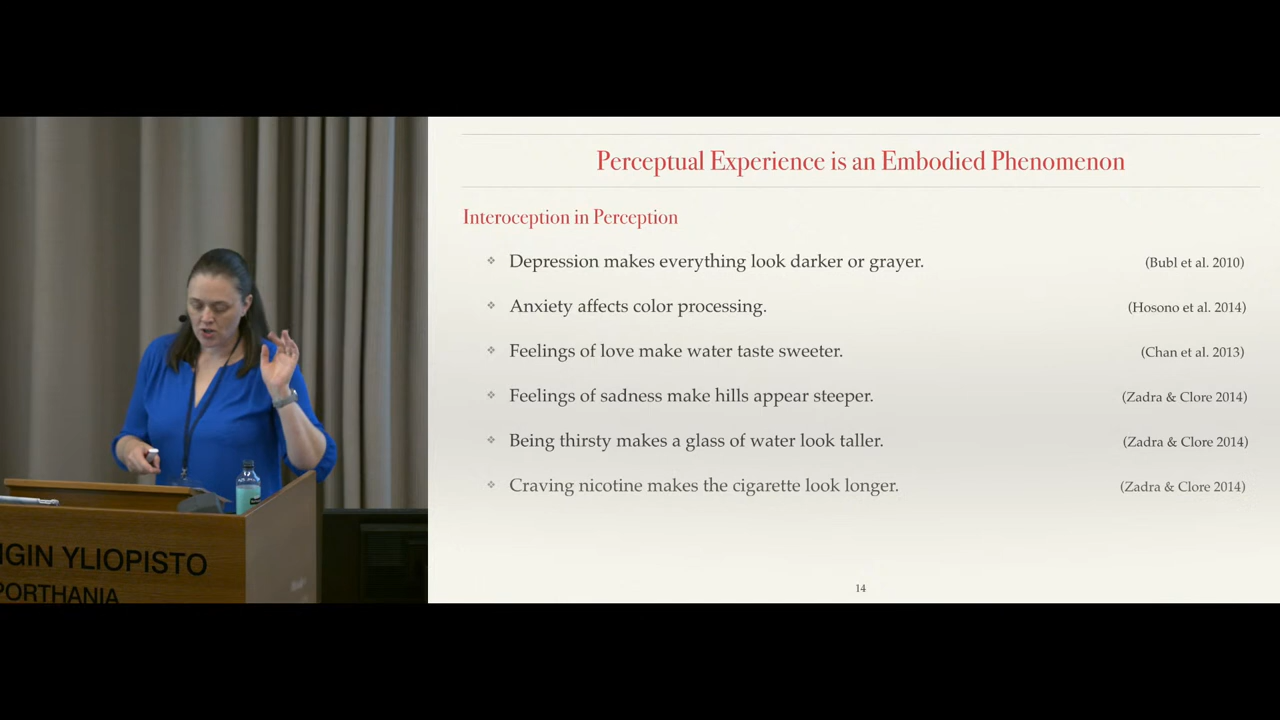 Perceptual Experience is an Embodied Phenomenon
Interoception in Perception
Depression makes everything look darker or grayer. (Bubl et al. 2010)
Anxiety affects color processing. (Hosono et al. 2014)
Feelings of love make water taste sweeter. (Chan et al. 2013)
Feelings of sadness make hills appear steeper. (Zadra & Clore 2014)
Being thirsty makes a glass of water look taller. (Zadra & Clore 2014)
Craving nicotine makes the cigarette look longer. (Zadra & Clore 2014)
14
NGIN YLIOPISTO
PORTHANIA